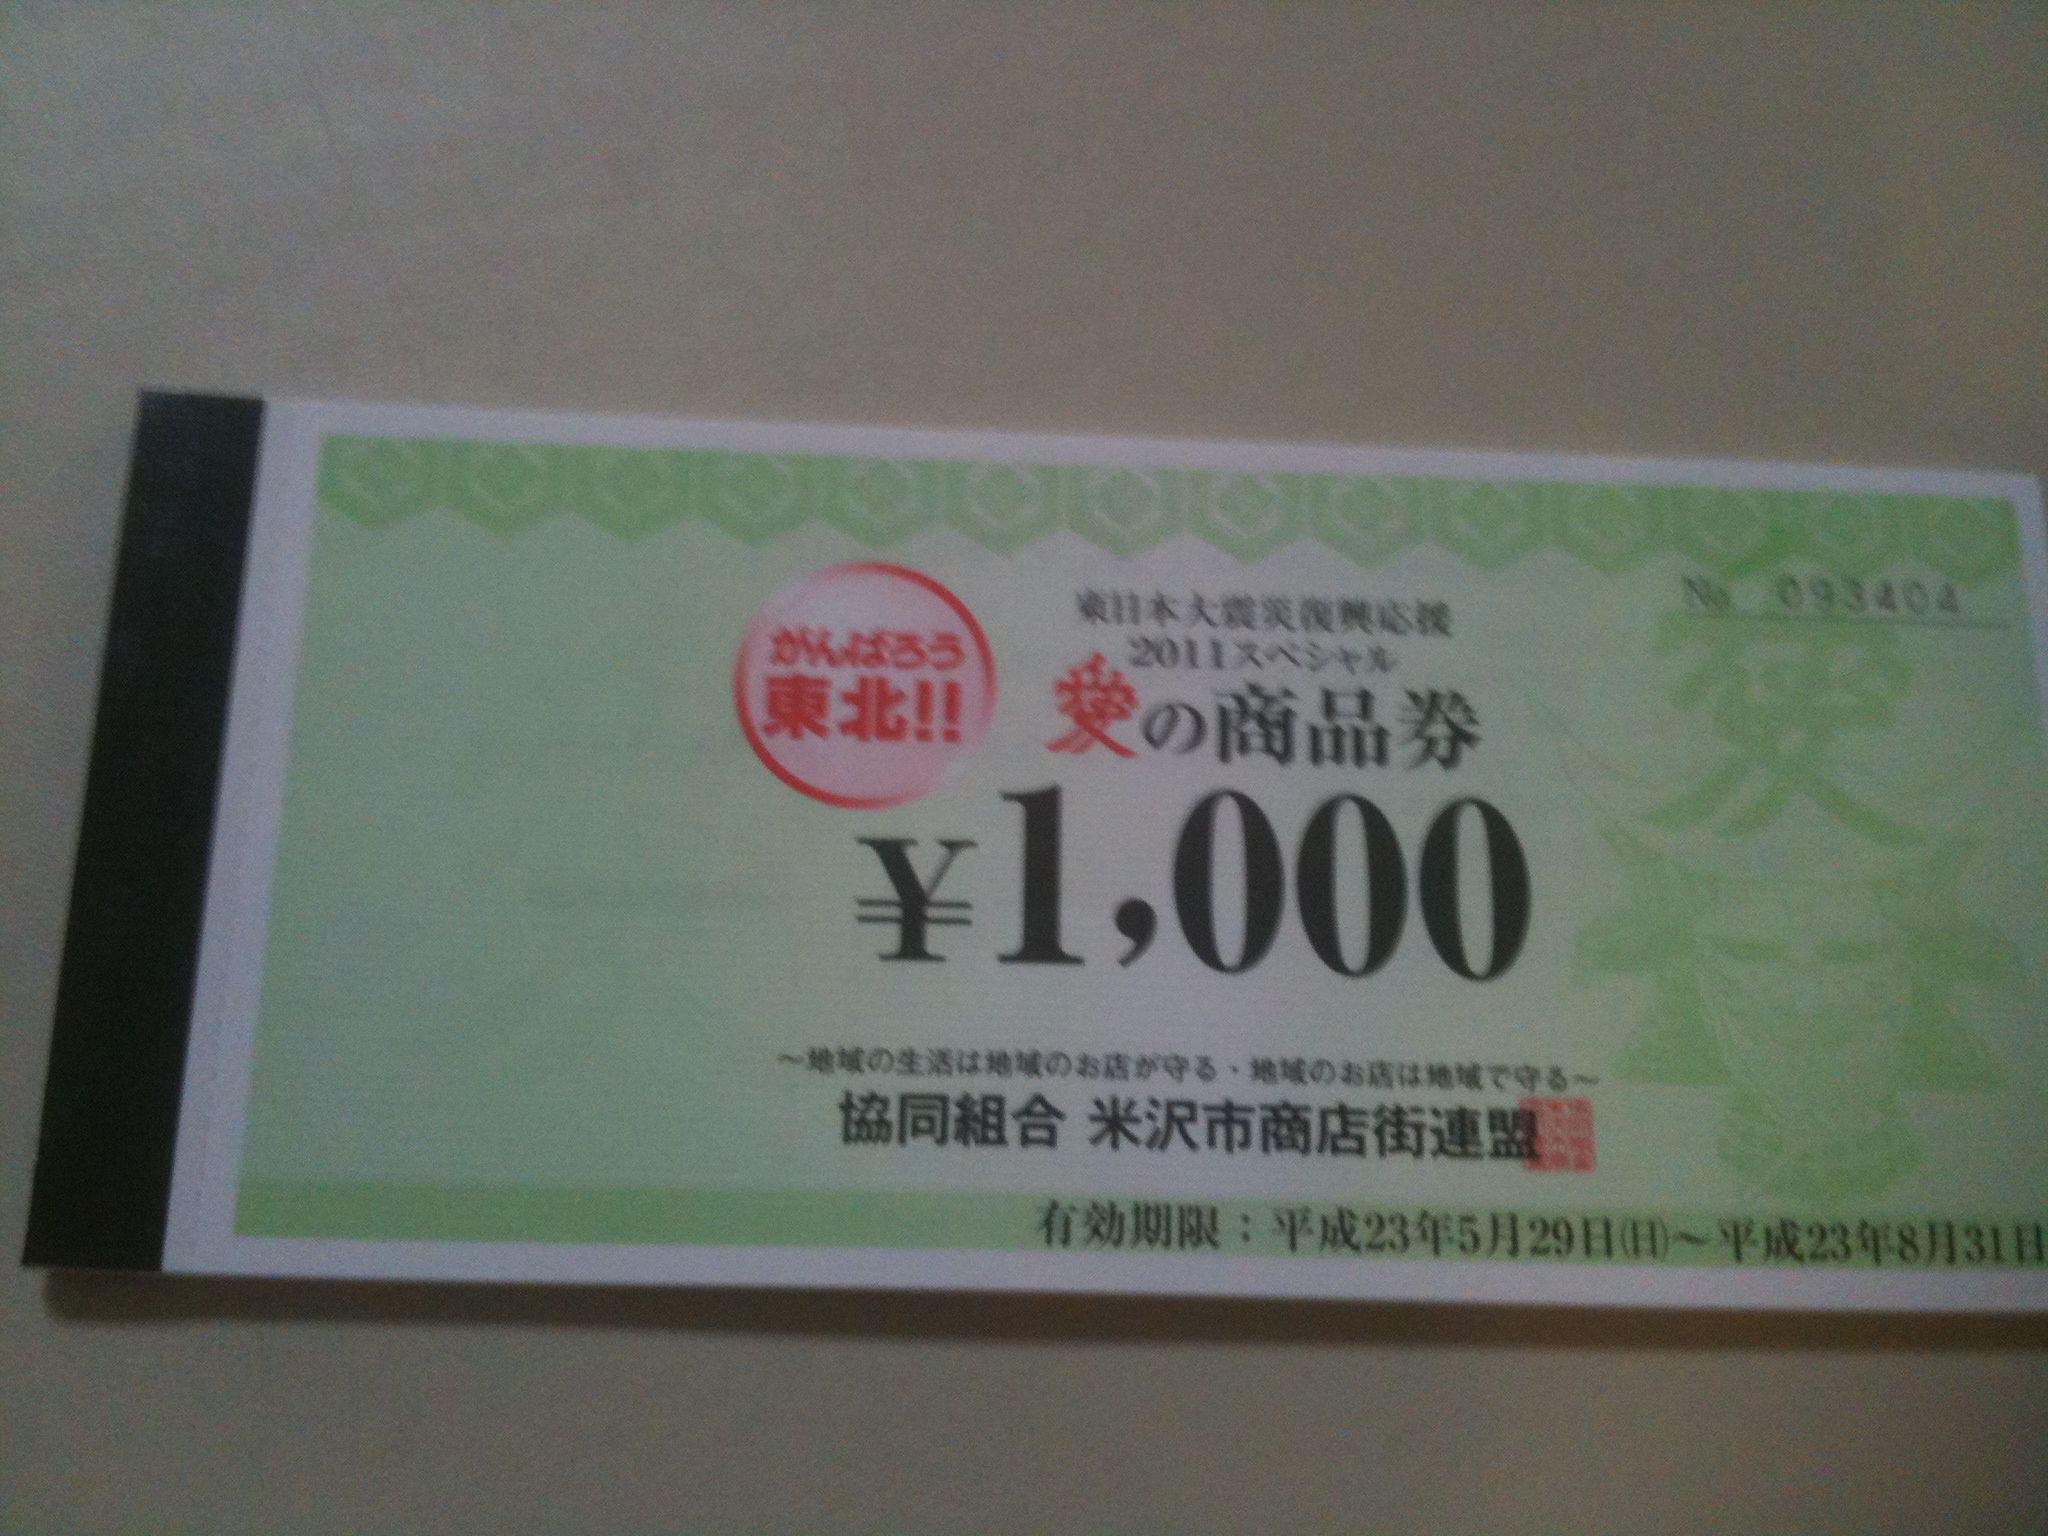 No 093404
がんばろう
東北!!
東日本大震災復興応援
2011スペシャル
愛の商品券
¥1,000
～地域の生活は地域のお店が守る・地域のお店は地域で守る～
協同組合 米沢市商店街連盟
有効期限：平成23年5月29日(日)～平成23年8月31日
愛